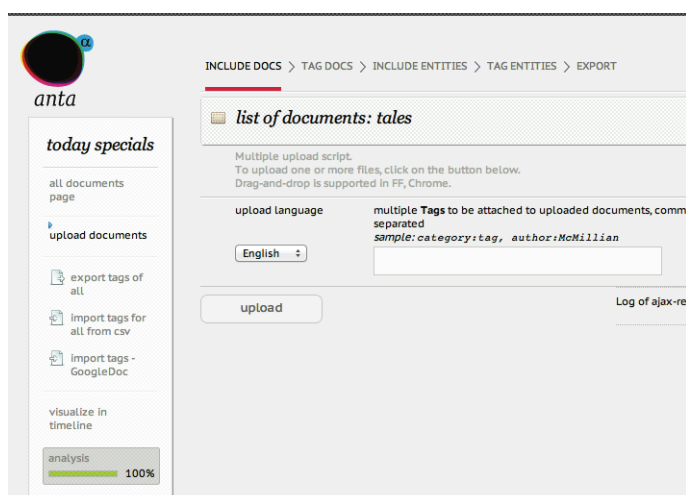 α
anta
INCLUDE DOCS > TAG DOCS > INCLUDE ENTITIES > TAG ENTITIES > EXPORT
list of documents: tales
Multiple upload script.
To upload one or more files, click on the button below.
Drag-and-drop is supported in FF, Chrome.
upload language
English
multiple Tags to be attached to uploaded documents, comm
separated
sample: category:tag, author:McMillian
upload
Log of ajax-re
today specials
all documents
page
upload documents
export tags of
all
import tags for
all from csv
import tags -
GoogleDoc
visualize in
timeline
analysis
100%